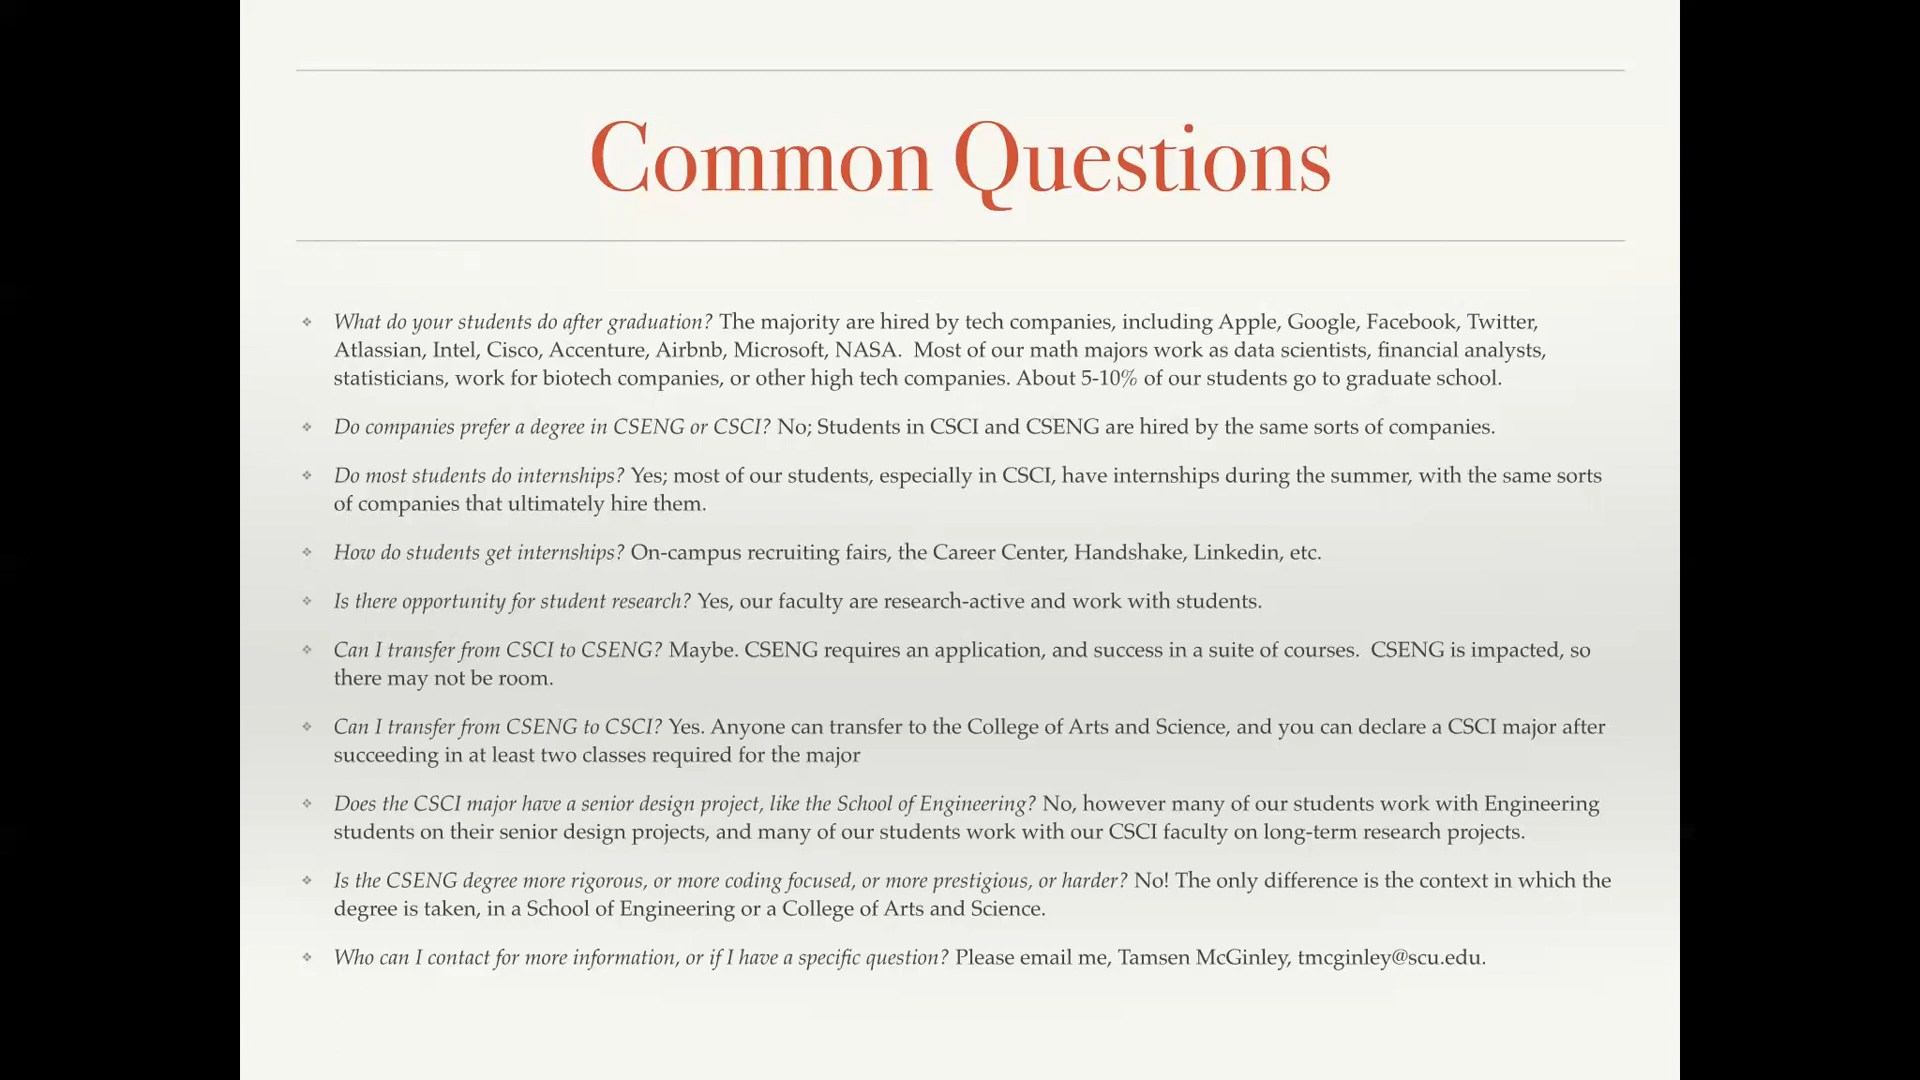 Common Questions
What do your students do after graduation? The majority are hired by tech companies, including Apple, Google, Facebook, Twitter,
Atlassian, Intel, Cisco, Accenture, Airbnb, Microsoft, NASA.  Most of our math majors work as data scientists, financial analysts,
statisticians, work for biotech companies, or other high tech companies. About 5-10% of our students go to graduate school.
Do companies prefer a degree in CSENG or CSCI? No; Students in CSCI and CSENG are hired by the same sorts of companies.
Do most students do internships? Yes; most of our students, especially in CSCI, have internships during the summer, with the same sorts
of companies that ultimately hire them.
How do students get internships? On-campus recruiting fairs, the Career Center, Handshake, Linkedin, etc.
Is there opportunity for student research? Yes, our faculty are research-active and work with students.
Can I transfer from CSCI to CSENG? Maybe. CSENG requires an application, and success in a suite of courses.  CSENG is impacted, so
there may not be room.
Can I transfer from CSENG to CSCI? Yes. Anyone can transfer to the College of Arts and Science, and you can declare a CSCI major after
succeeding in at least two classes required for the major
Does the CSCI major have a senior design project, like the School of Engineering? No, however many of our students work with Engineering
students on their senior design projects, and many of our students work with our CSCI faculty on long-term research projects.
Is the CSENG degree more rigorous, or more coding focused, or more prestigious, or harder? No! The only difference is the context in which the
degree is taken, in a School of Engineering or a College of Arts and Science.
Who can I contact for more information, or if I have a specific question? Please email me, Tamsen McGinley, tmcginley@scu.edu.